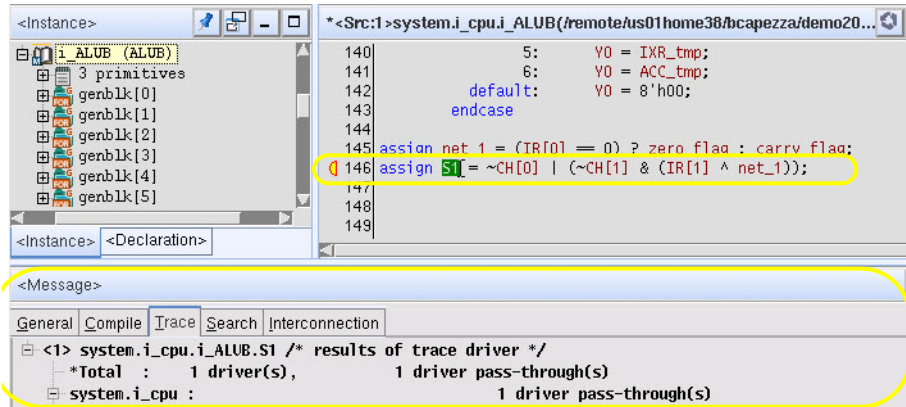 <Instance>
i_ALUB (ALUB)
3 primitives
genblk[0]
genblk[1]
genblk[2]
genblk[3]
genblk[4]
genblk[5]
<Instance> <Declaration>
*<Src:1>system.i_cpu.i_ALUB(/remote/us01home38/bcapezza/demo20...
140 5: Y0 = IXR_tmp;
141 6: Y0 = ACC_tmp;
142 default: Y0 = 8'h00;
143 endcase
144
145 assign net_1 = (IR[0] == 0) ? zero_flag : carry_flag;
146 assign S1 = ~CH[0] | (~CH[1] & (IR[1] ^ net_1));
147
148
149
<Message>
General Compile Trace Search Interconnection
<1> system.i_cpu.i_ALUB.S1 /* results of trace driver */
*Total : 1 driver(s), 1 driver pass-through(s)
system.i_cpu : 1 driver pass-through(s)